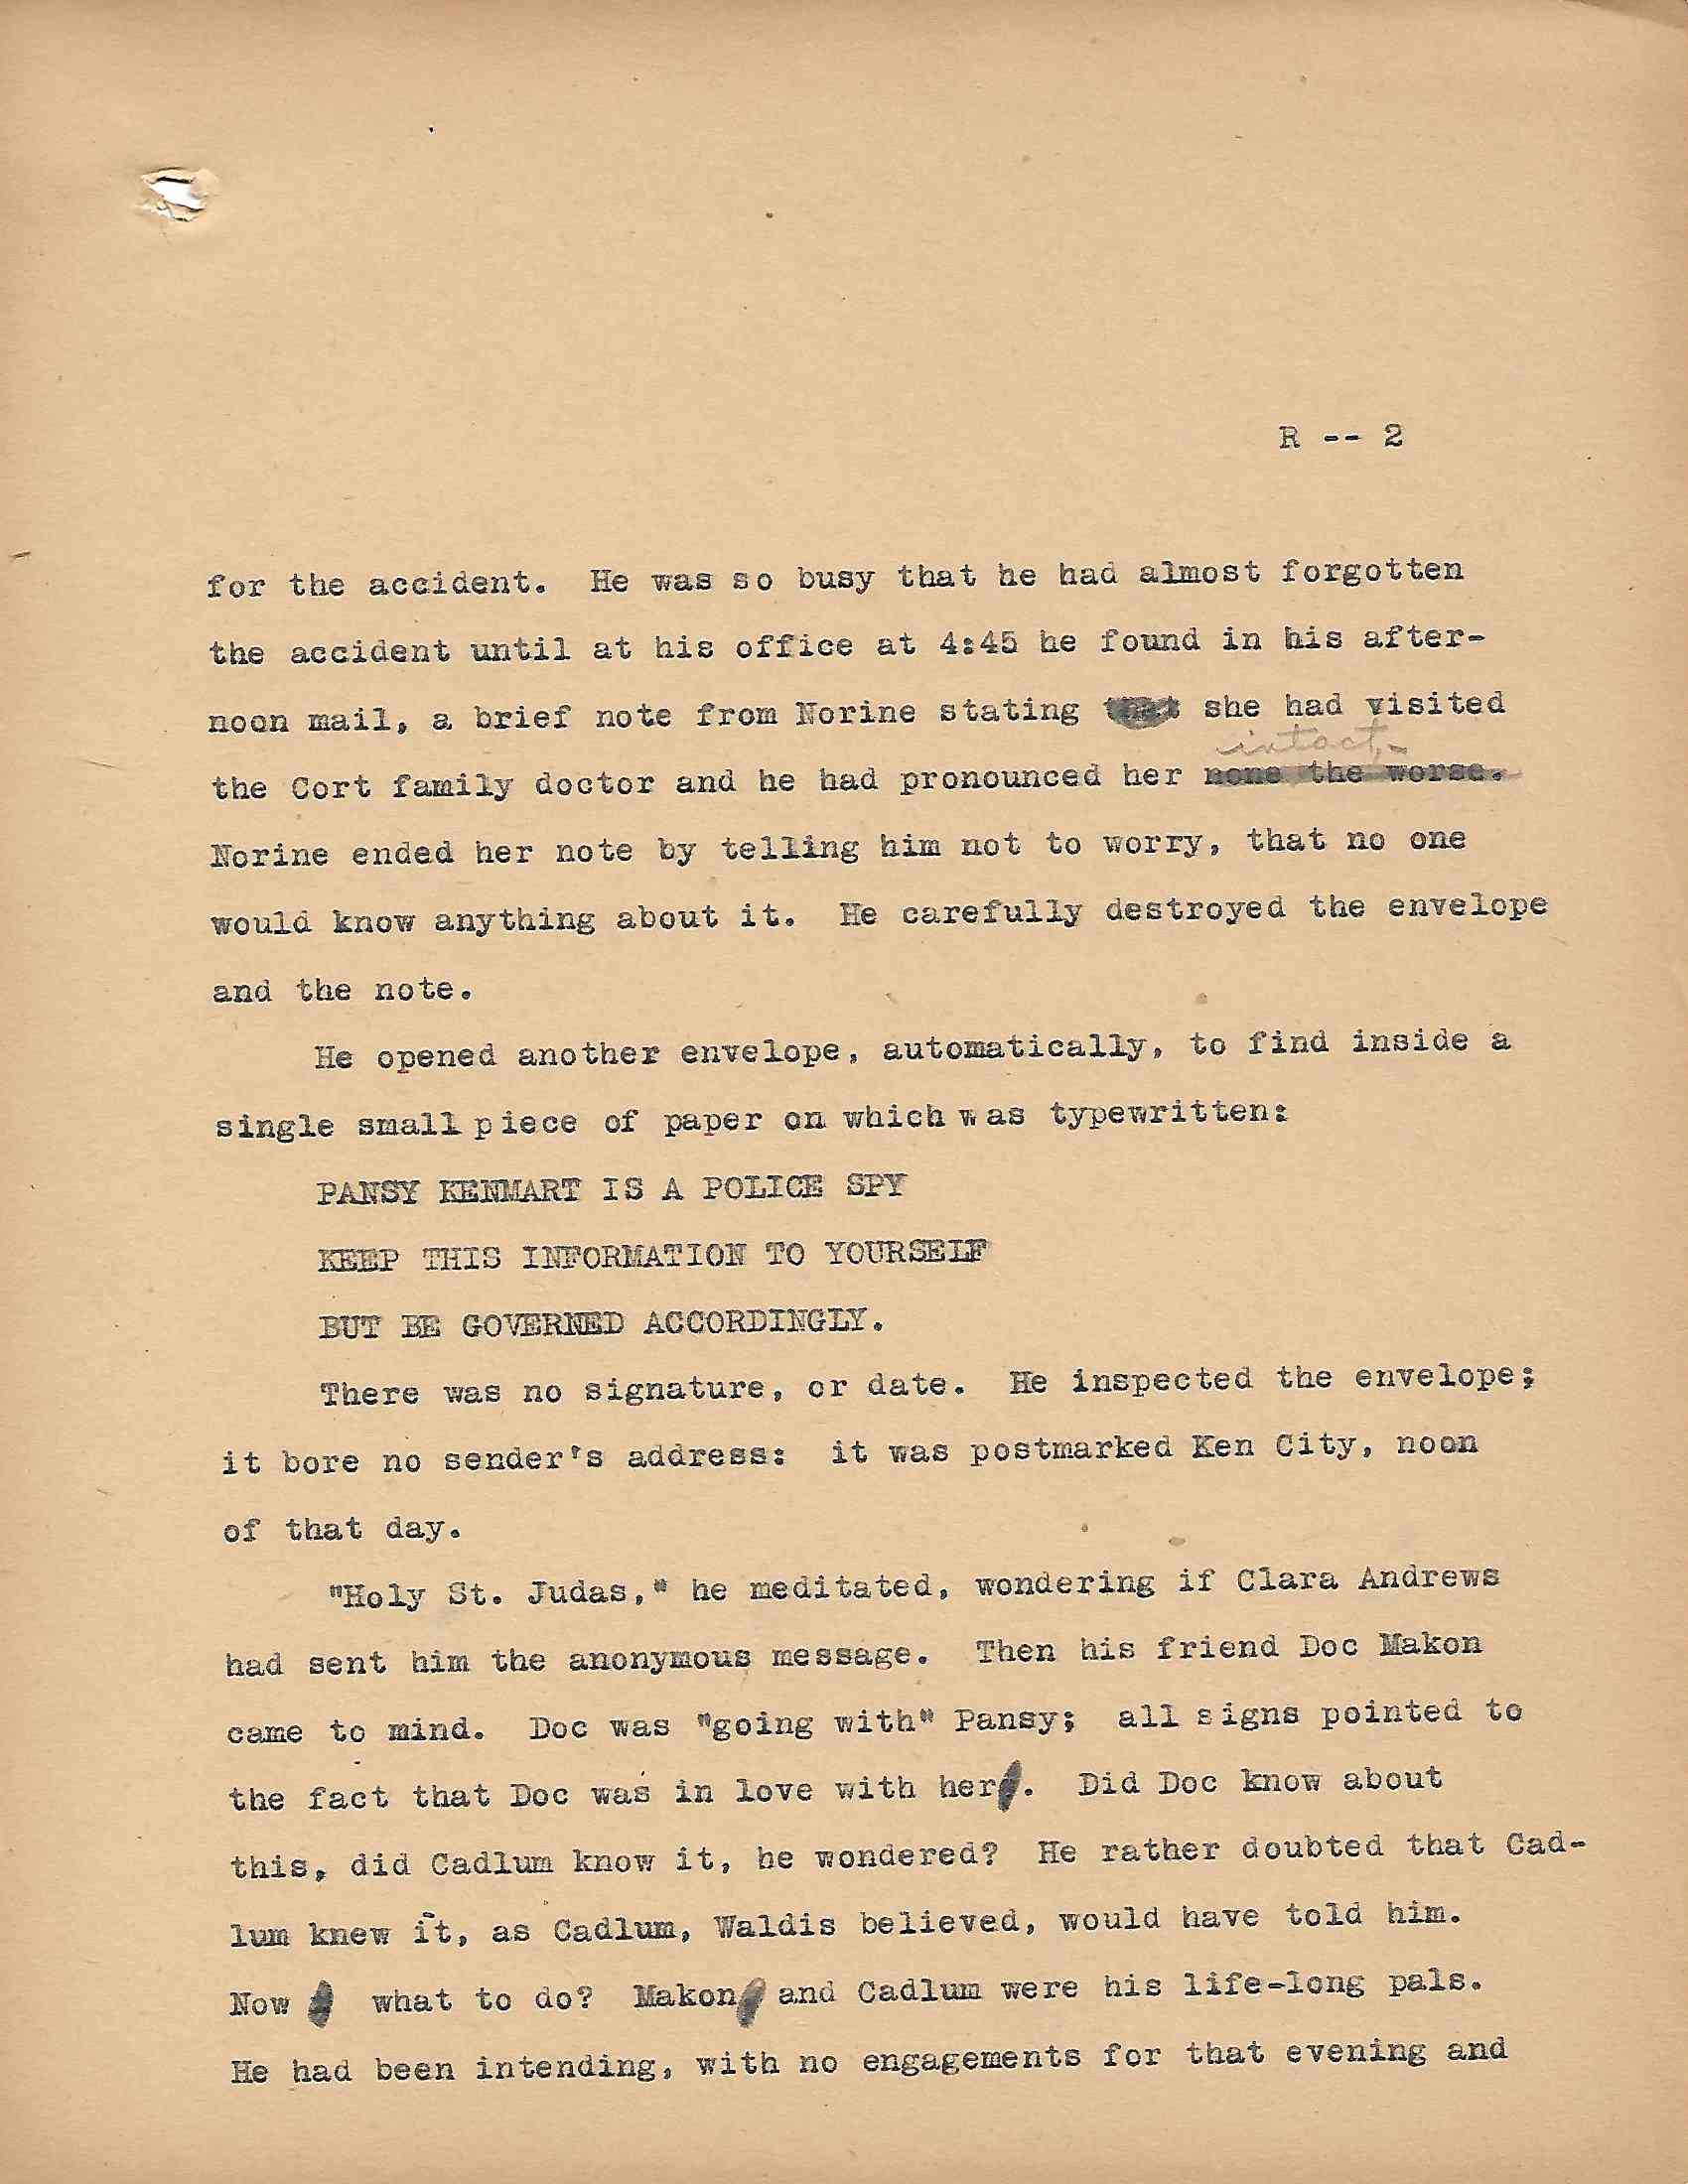 R -- 2
for the accident.  He was so busy that he had almost forgotten
the accident until at his office at 4:45 he found in his after-
noon mail, a brief note from Norine stating that she had visited
intact.
the Cort family doctor and he had pronounced her none the worse.
Norine ended her note by telling him not to worry, that no one
would know anything about it.  He carefully destroyed the envelope
and the note.
He opened another envelope, automatically, to find inside a
single small piece of paper on which was typewritten:
PANSY KENMART IS A POLICE SPY
KEEP THIS INFORMATION TO YOURSELF
BUT BE GOVERNED ACCORDINGLY.
There was no signature, or date.  He inspected the envelope;
it bore no sender's address:  it was postmarked Ken City, noon
of that day.
"Holy St. Judas," he meditated, wondering if Clara Andrews
had sent him the anonymous message.  Then his friend Doc Makon
came to mind.  Doc was "going with" Pansy;  all signs pointed to
the fact that Doc was in love with her.  Did Doc know about
this, did Cadlum know it, he wondered?  He rather doubted that Cad-
lum knew it, as Cadlum, Waldis believed, would have told him.
Now what to do?  Makon and Cadlum were his life-long pals.
He had been intending, with no engagements for that evening and